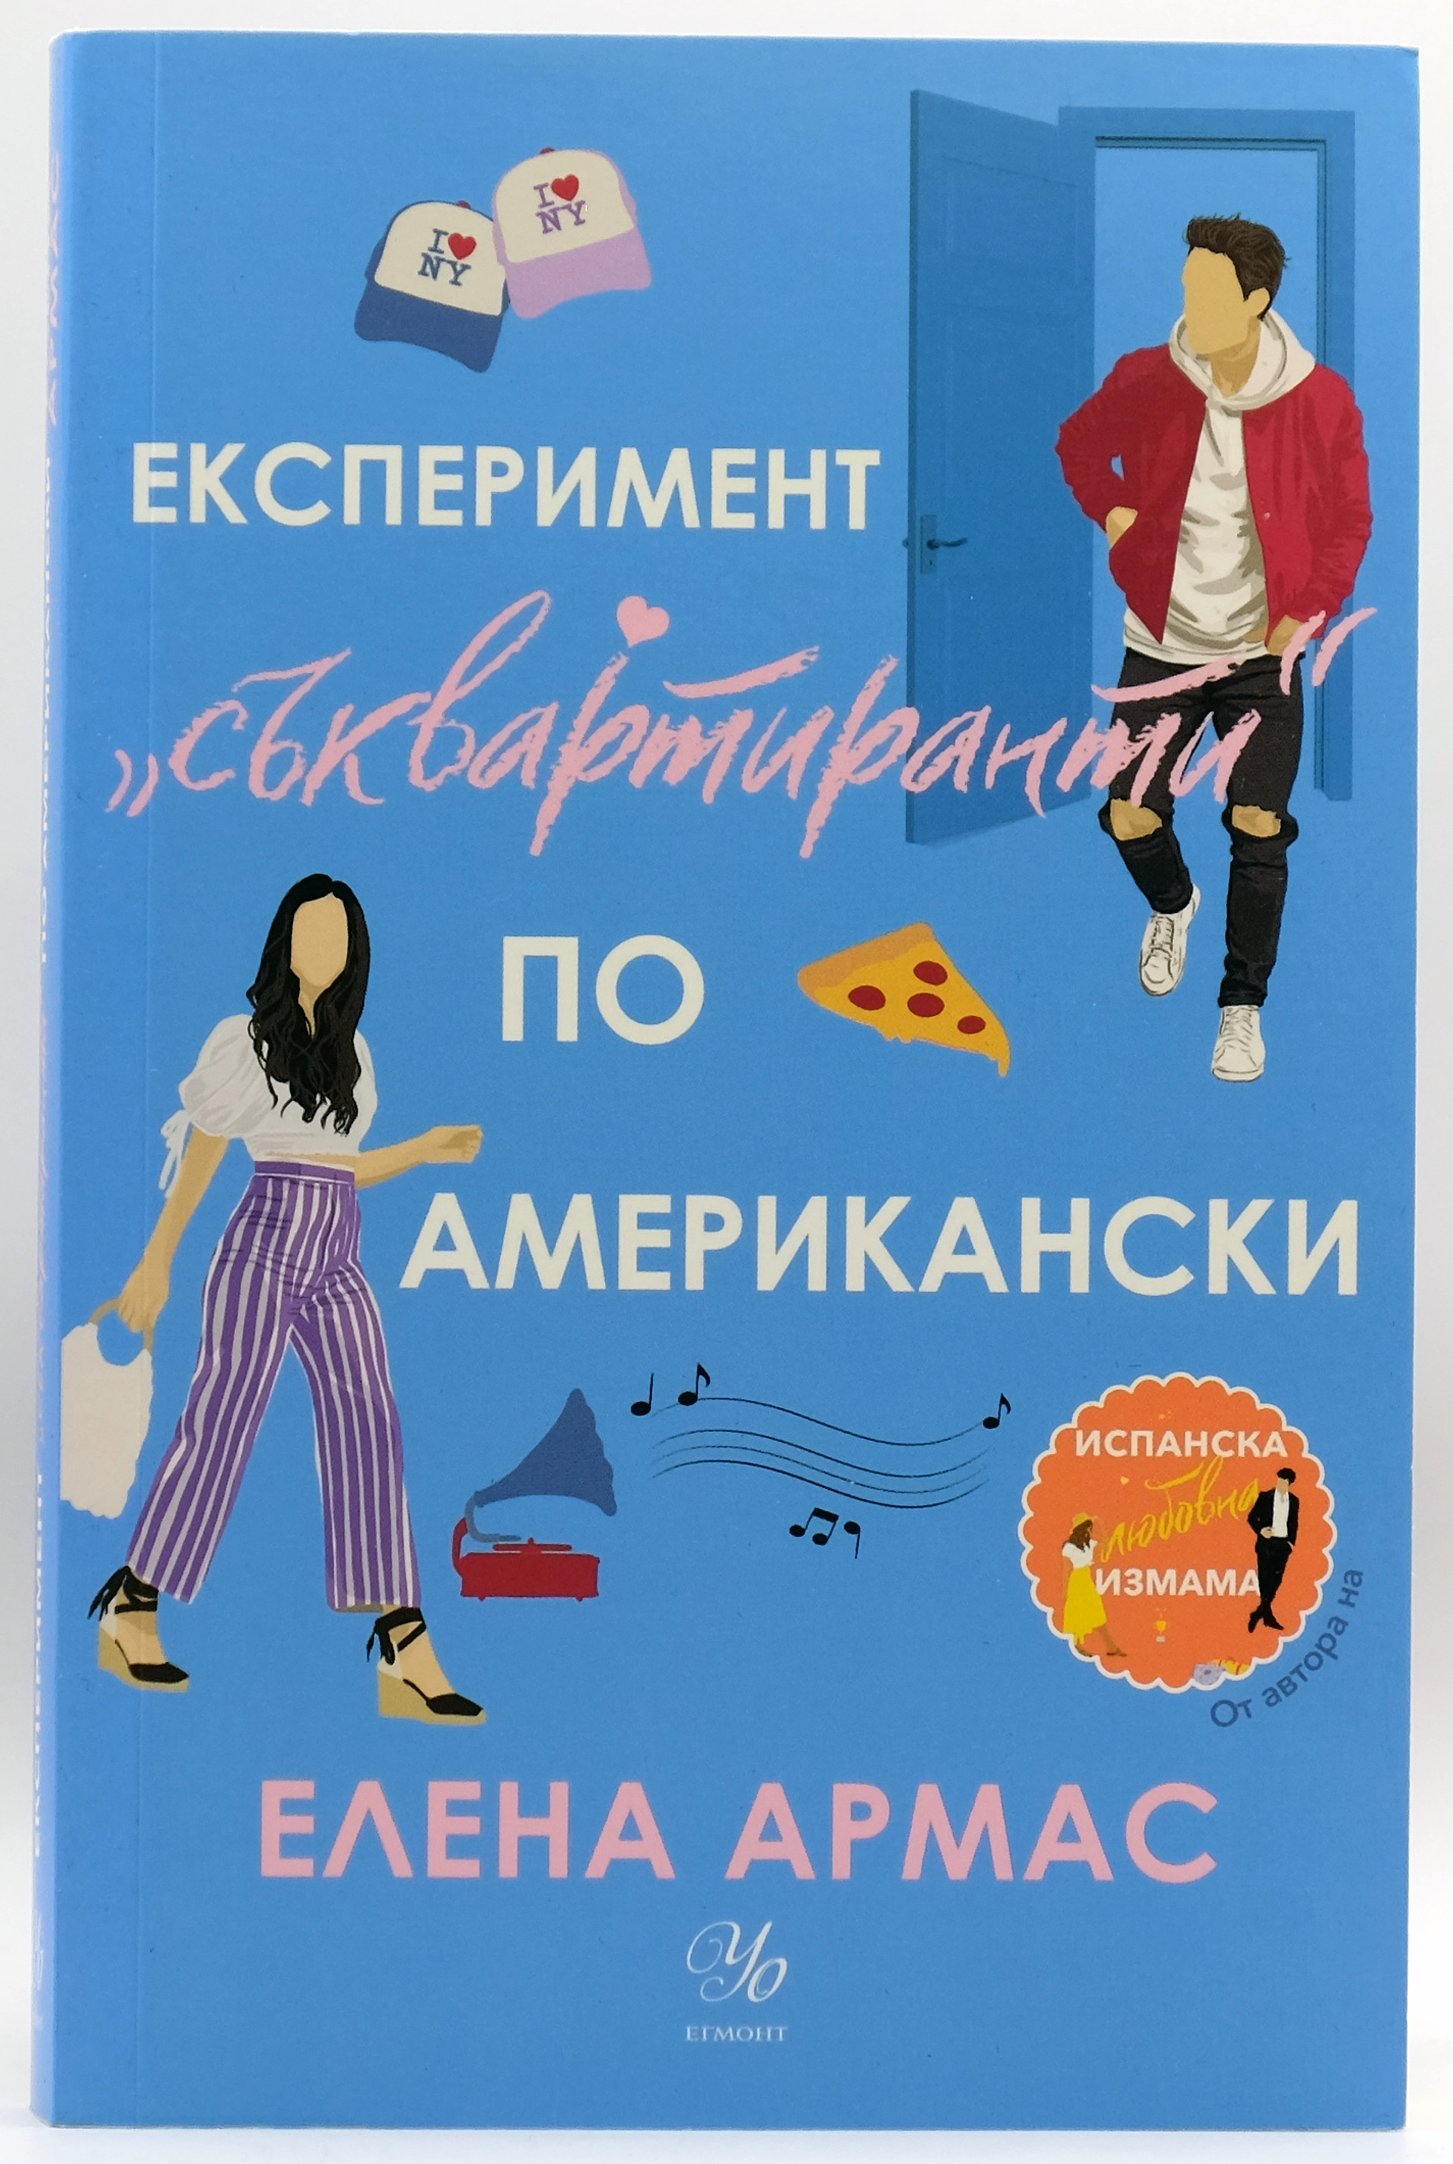 I ❤ NY
I ❤ NY
ЕКСПЕРИМЕНТ
„съквартиранти“
ПО
АМЕРИКАНСКИ
ИСПАНСКА
любовна
ИЗМАМА
От автора на
ЕЛЕНА АРМАС
УО
ЕГМОНТ